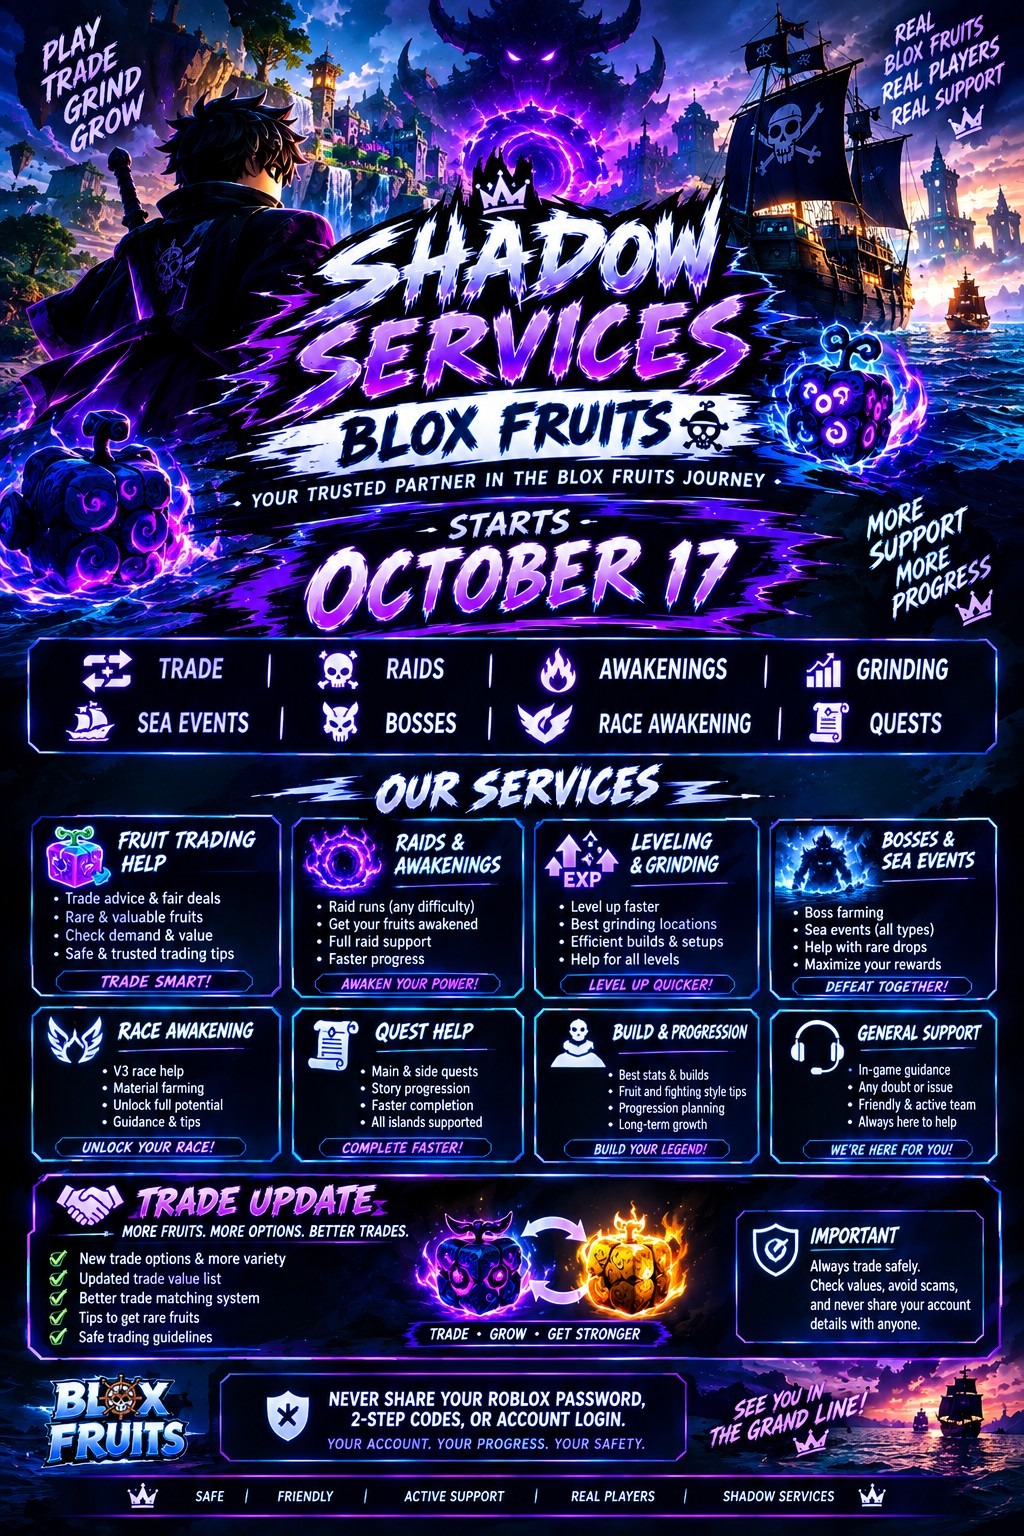 PLAY
TRADE
GRIND
GROW
REAL
BLOX FRUITS
REAL PLAYERS
REAL SUPPORT
SHADOW
SERVICES
BLOX FRUITS
YOUR TRUSTED PARTNER IN THE BLOX FRUITS JOURNEY
- STARTS -
OCTOBER 17
MORE
SUPPORT
MORE
PROGRESS
TRADE | RAIDS | AWAKENINGS | GRINDING
SEA EVENTS | BOSSES | RACE AWAKENING | QUESTS
OUR SERVICES
FRUIT TRADING
HELP
• Trade advice & fair deals
• Rare & valuable fruits
• Check demand & value
• Safe & trusted trading tips
TRADE SMART!
RAIDS &
AWAKENINGS
• Raid runs (any difficulty)
• Get your fruits awakened
• Full raid support
• Faster progress
AWAKEN YOUR POWER!
EXP
LEVELING
& GRINDING
• Level up faster
• Best grinding locations
• Efficient builds & setups
• Help for all levels
LEVEL UP QUICKER!
BOSSES &
SEA EVENTS
• Boss farming
• Sea events (all types)
• Help with rare drops
• Maximize your rewards
DEFEAT TOGETHER!
RACE AWAKENING
• V3 race help
• Material farming
• Unlock full potential
• Guidance & tips
UNLOCK YOUR RACE!
QUEST HELP
• Main & side quests
• Story progression
• Faster completion
• All islands supported
COMPLETE FASTER!
BUILD & PROGRESSION
• Best stats & builds
• Fruit and fighting style tips
• Progression planning
• Long-term growth
BUILD YOUR LEGEND!
GENERAL SUPPORT
• In-game guidance
• Any doubt or issue
• Friendly & active team
• Always here to help
WE'RE HERE FOR YOU!
TRADE UPDATE
MORE FRUITS. MORE OPTIONS. BETTER TRADES.
New trade options & more variety
Updated trade value list
Better trade matching system
Tips to get rare fruits
Safe trading guidelines
TRADE • GROW • GET STRONGER
IMPORTANT
Always trade safely.
Check values, avoid scams,
and never share your account
details with anyone.
BLOX
FRUITS
NEVER SHARE YOUR ROBLOX PASSWORD,
2-STEP CODES, OR ACCOUNT LOGIN.
YOUR ACCOUNT. YOUR PROGRESS. YOUR SAFETY.
SEE YOU IN
THE GRAND LINE!
SAFE | FRIENDLY | ACTIVE SUPPORT | REAL PLAYERS | SHADOW SERVICES